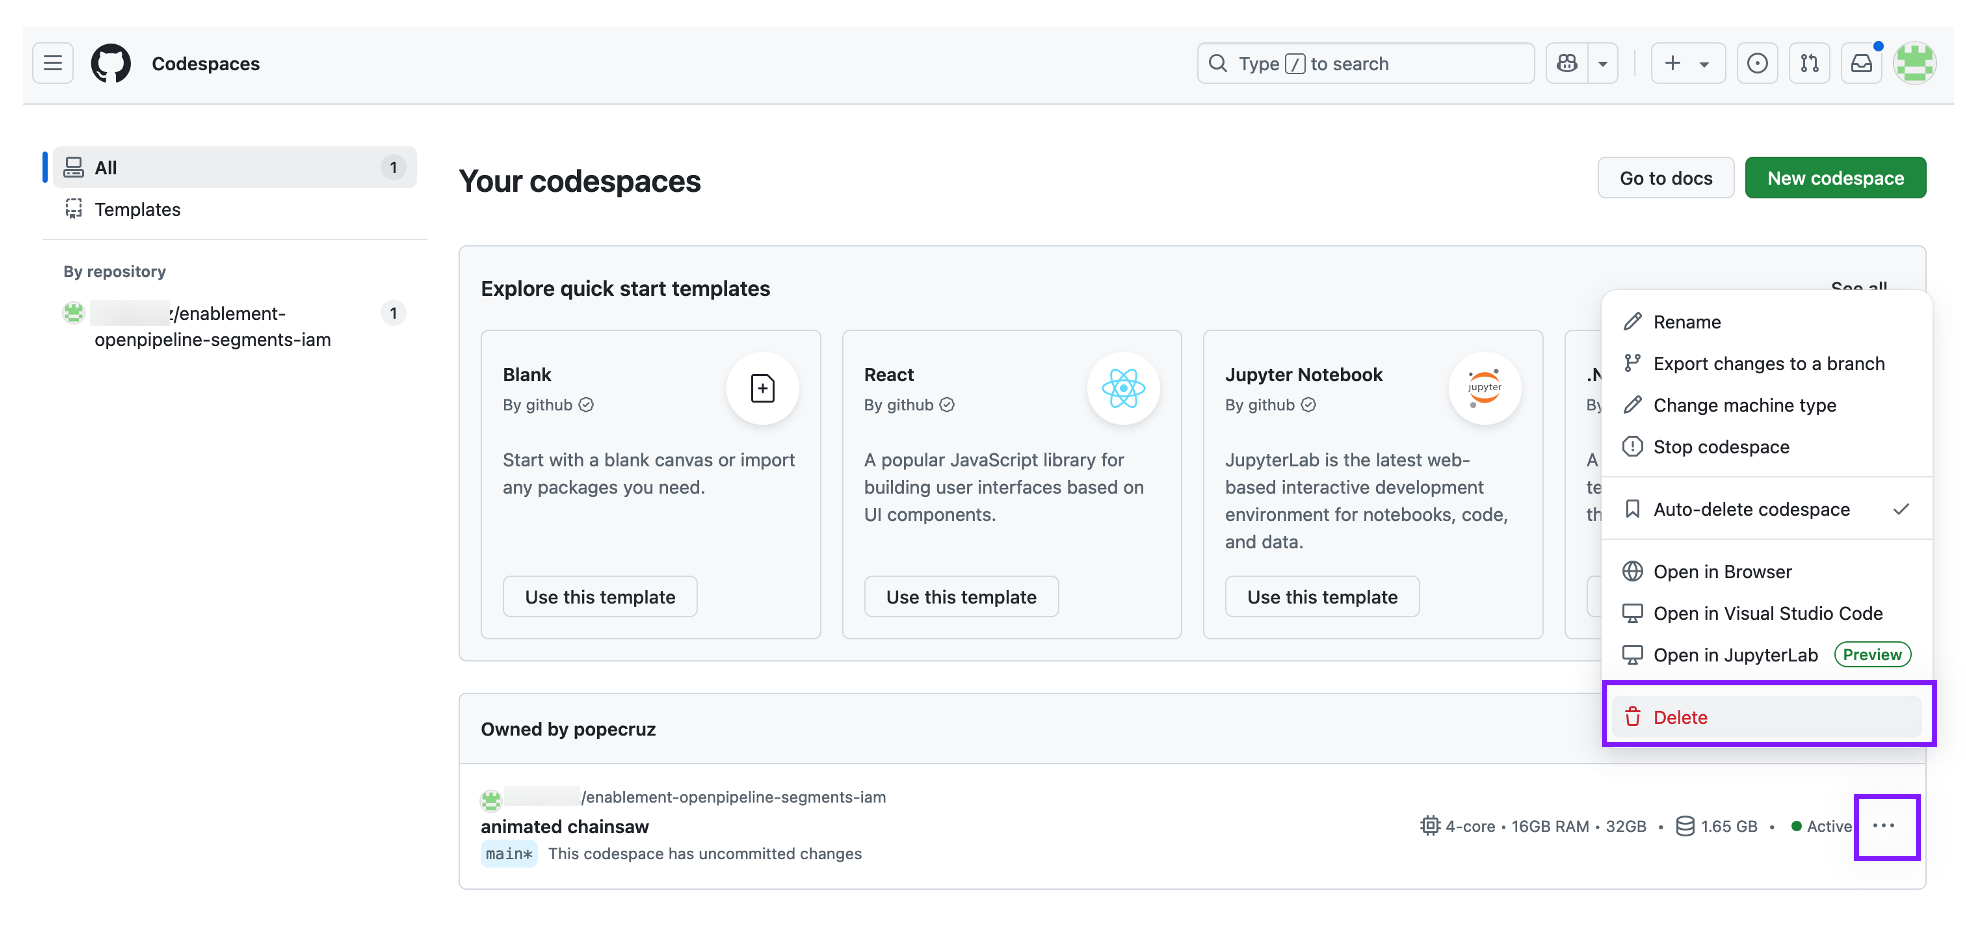 Codespaces
Type / to search
All 1
Templates
By repository
/enablement-
openpipeline-segments-iam
1
Your codespaces
Go to docs
New codespace
Explore quick start templates
See all
Blank
By github
Start with a blank canvas or import
any packages you need.
Use this template
React
By github
A popular JavaScript library for
building user interfaces based on
UI components.
Use this template
Jupyter Notebook
By github
jupyter
JupyterLab is the latest web-
based interactive development
environment for notebooks, code,
and data.
Use this template
Rename
Export changes to a branch
Change machine type
Stop codespace
Auto-delete codespace
Open in Browser
Open in Visual Studio Code
Open in JupyterLab Preview
Delete
Owned by popecruz
/enablement-openpipeline-segments-iam
animated chainsaw
main* This codespace has uncommitted changes
4-core • 16GB RAM • 32GB • 1.65 GB • Active